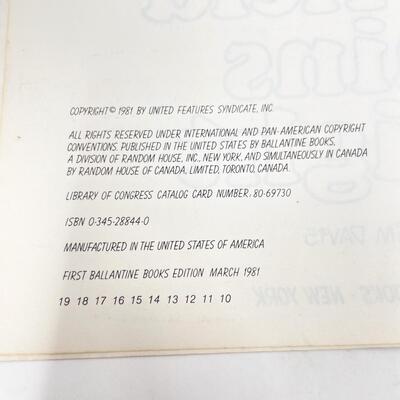 COPYRIGHT © 1981 BY UNITED FEATURES SYNDICATE, INC.
ALL RIGHTS RESERVED UNDER INTERNATIONAL AND PAN-AMERICAN COPYRIGHT
CONVENTIONS. PUBLISHED IN THE UNITED STATES BY BALLANTINE BOOKS,
A DIVISION OF RANDOM HOUSE, INC., NEW YORK, AND SIMULTANEOUSLY IN CANADA
BY RANDOM HOUSE OF CANADA, LIMITED, TORONTO, CANADA.
LIBRARY OF CONGRESS CATALOG CARD NUMBER: 80-69730
ISBN 0-345-28844-0
MANUFACTURED IN THE UNITED STATES OF AMERICA
FIRST BALLANTINE BOOKS EDITION MARCH 1981
19 18 17 16 15 14 13 12 11 10